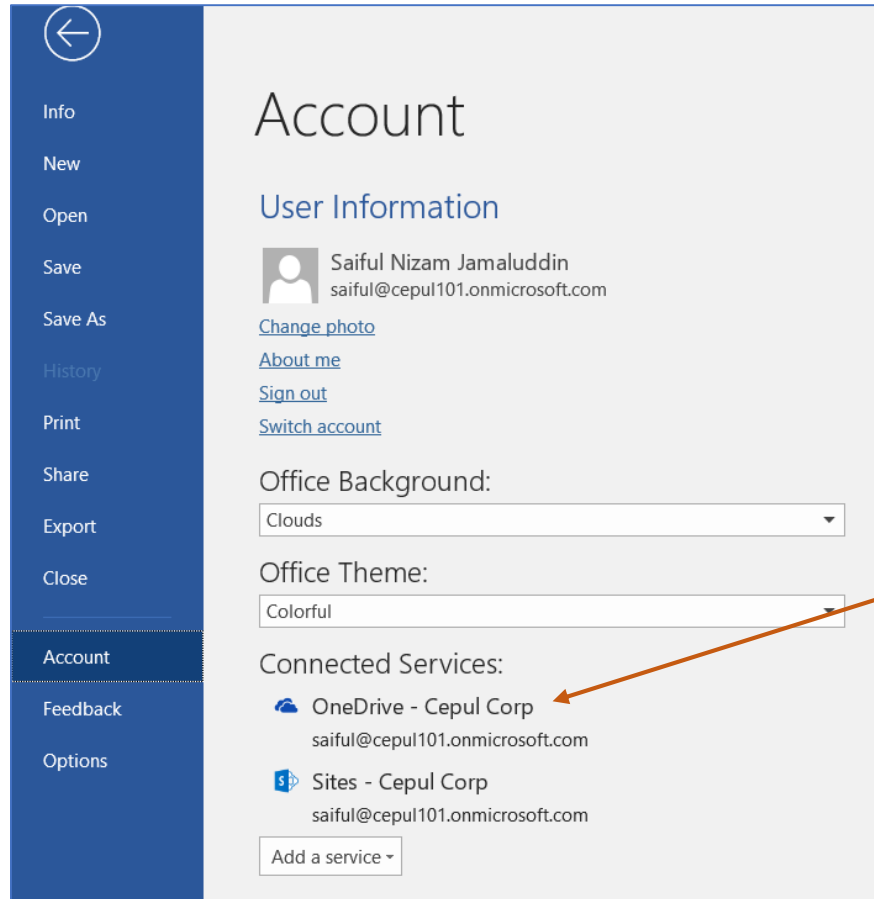 Info
New
Open
Save
Save As
History
Print
Share
Export
Close
Account
Feedback
Options
Account
User Information
Saiful Nizam Jamaluddin
saiful@cepul101.onmicrosoft.com
Change photo
About me
Sign out
Switch account
Office Background:
Clouds
Office Theme:
Colorful
Connected Services:
OneDrive - Cepul Corp
saiful@cepul101.onmicrosoft.com
Sites - Cepul Corp
saiful@cepul101.onmicrosoft.com
Add a service